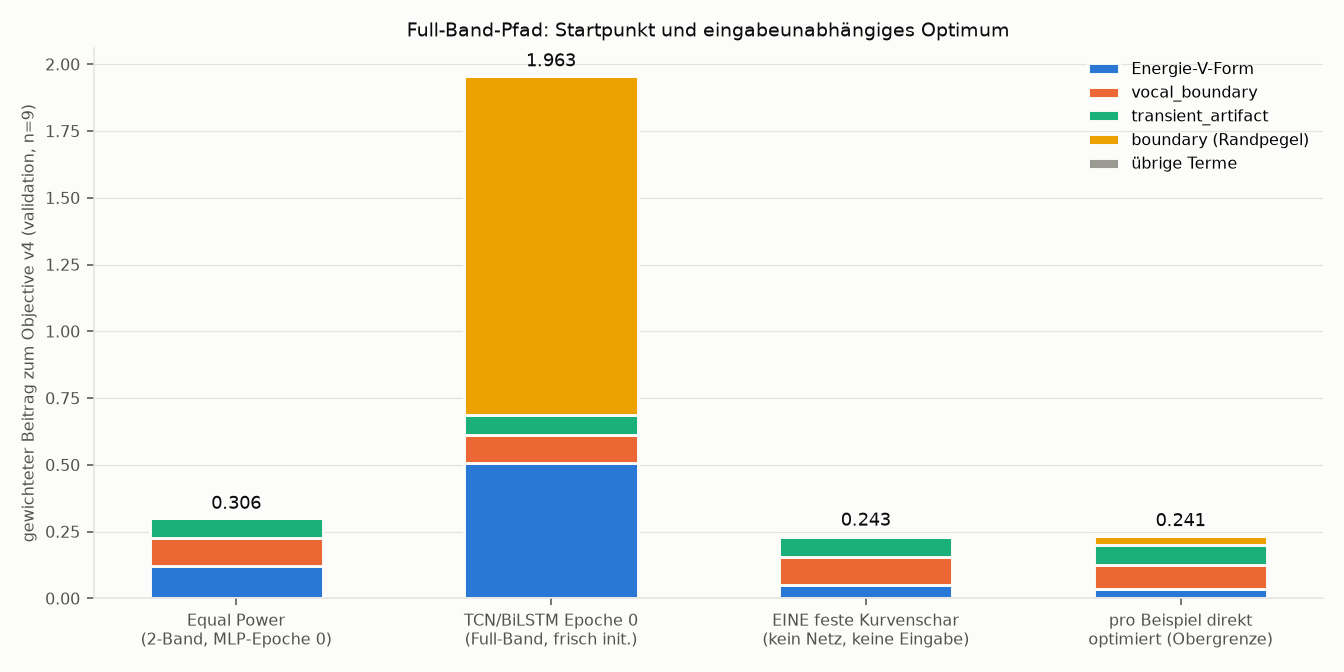 Full-Band-Pfad: Startpunkt und eingabeunabhängiges Optimum
gewichteter Beitrag zum Objective v4 (validation, n=9)
2.00
1.75
1.50
1.25
1.00
0.75
0.50
0.25
0.00
0.306
1.963
0.243
0.241
Energie-V-Form
vocal_boundary
transient_artifact
boundary (Randpegel)
übrige Terme
Equal Power
(2-Band, MLP-Epoche 0)
TCN/BiLSTM Epoche 0
(Full-Band, frisch init.)
EINE feste Kurvenschar
(kein Netz, keine Eingabe)
pro Beispiel direkt
optimiert (Obergrenze)